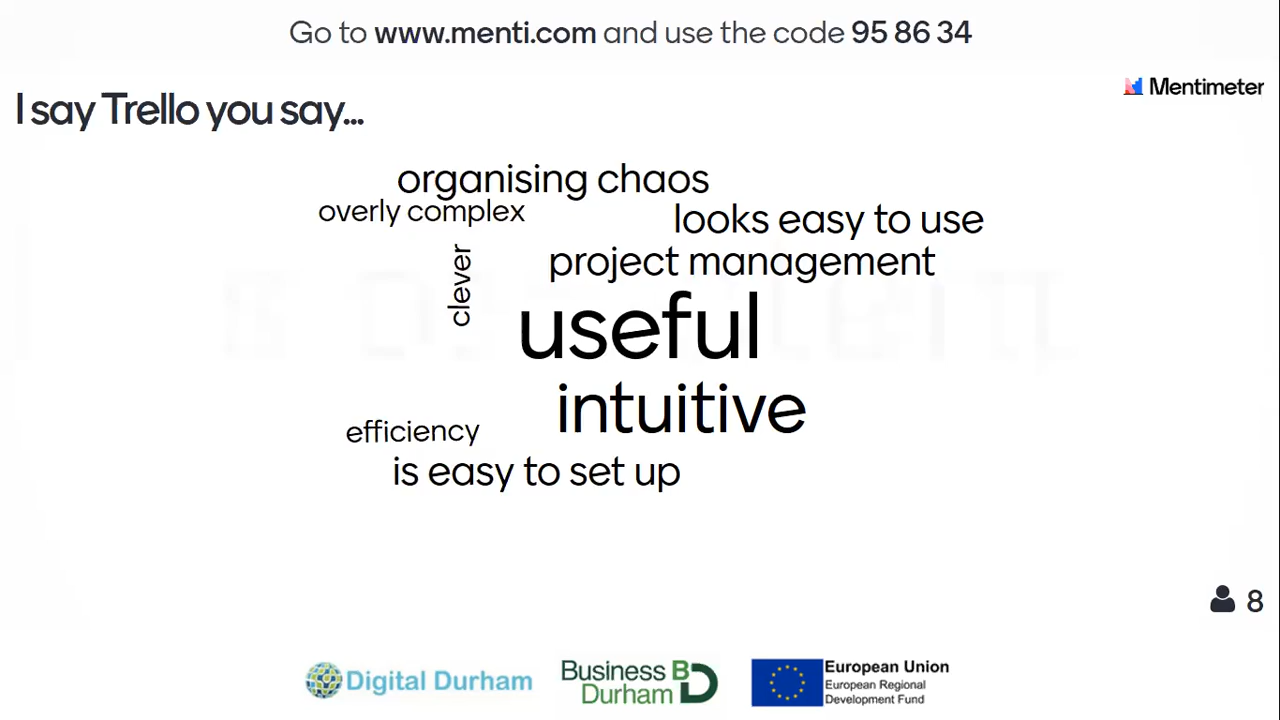 Go to www.menti.com and use the code 95 86 34
Mentimeter
I say Trello you say...
organising chaos
overly complex
looks easy to use
clever
project management
useful
intuitive
efficiency
is easy to set up
8
Digital Durham
Business
Durham
BD
European Union
European Regional
Development Fund